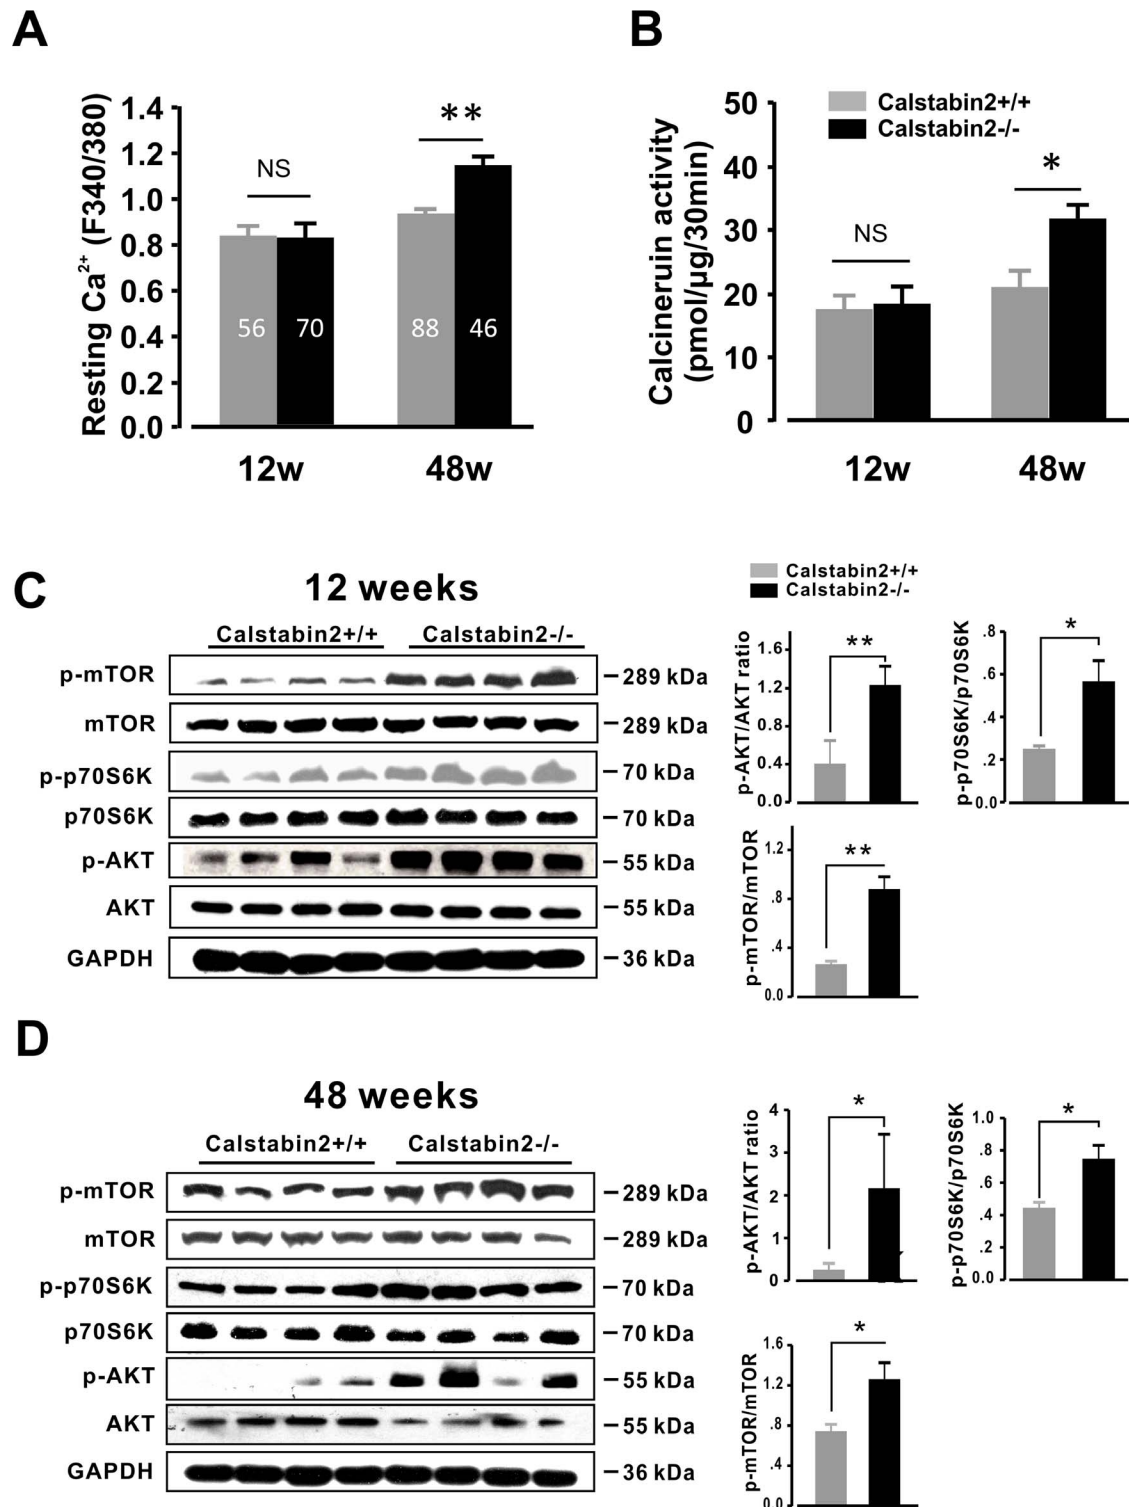 A
B
Resting Ca²⁺ (F340/380)
1.4
1.2
1.0
0.8
0.6
0.4
0.2
0.0
NS
**
56
70
88
46
12w
48w
Calcineruin activity
(pmol/µg/30min)
50
40
30
20
10
0
Calstabin2+/+
Calstabin2-/-
NS
*
12w
48w
C
12 weeks
Calstabin2+/+
Calstabin2-/-
p-mTOR
289 kDa
mTOR
289 kDa
p-p70S6K
70 kDa
p70S6K
70 kDa
p-AKT
55 kDa
AKT
55 kDa
GAPDH
36 kDa
Calstabin2+/+
Calstabin2-/-
p-AKT/AKT ratio
1.6
1.2
0.8
0.4
0.0
**
p-p70S6K/p70S6K
.8
.6
.4
.2
0.0
*
p-mTOR/mTOR
1.2
.8
.4
0.0
**
D
48 weeks
Calstabin2+/+
Calstabin2-/-
p-mTOR
289 kDa
mTOR
289 kDa
p-p70S6K
70 kDa
p70S6K
70 kDa
p-AKT
55 kDa
AKT
55 kDa
GAPDH
36 kDa
p-AKT/AKT ratio
4
3
2
1
0
*
p-p70S6K/p70S6K
1.0
.8
.6
.4
.2
0.0
*
p-mTOR/mTOR
1.6
1.2
.8
.4
0.0
*